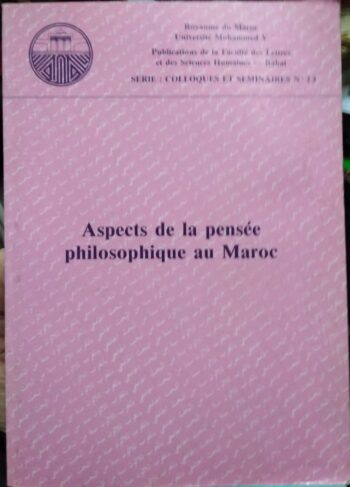 Royaume du Maroc
Université Mohammed V
Publications de la Faculté des Lettres
et des Sciences Humaines — Rabat
SERIE : COLLOQUES ET SEMINAIRES N° 13
Aspects de la pensée
philosophique au Maroc